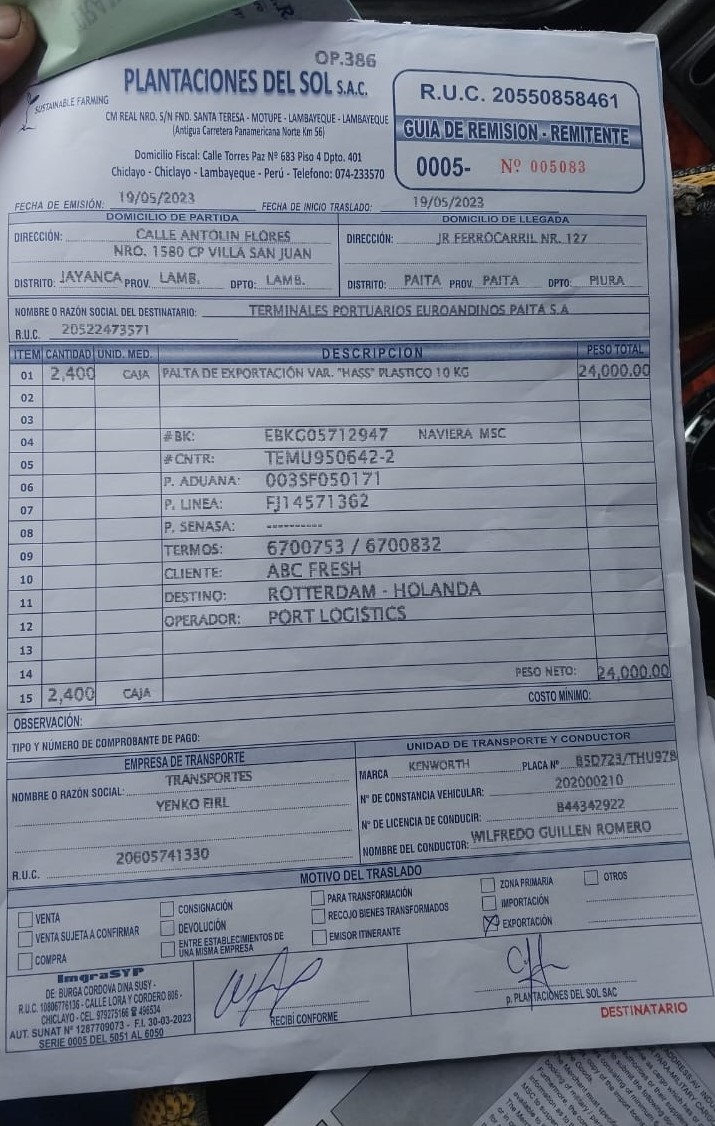 OP.386
SUSTAINABLE FARMING
PLANTACIONES DEL SOL S.A.C.
CM REAL NRO. S/N FND. SANTA TERESA - MOTUPE - LAMBAYEQUE - LAMBAYEQUE
(Antigua Carretera Panamericana Norte Km 56)
Domicilio Fiscal: Calle Torres Paz Nº 683 Piso 4 Dpto. 401
Chiclayo - Chiclayo - Lambayeque - Perú - Telefono: 074-233570
R.U.C. 20550858461
GUIA DE REMISION - REMITENTE
0005- Nº 005083
FECHA DE EMISIÓN: 19/05/2023 FECHA DE INICIO TRASLADO: 19/05/2023
DOMICILIO DE PARTIDA DOMICILIO DE LLEGADA
DIRECCIÓN: CALLE ANTOLIN FLORES DIRECCIÓN: JR FERROCARRIL NR. 127
NRO. 1580 CP VILLA SAN JUAN
DISTRITO: JAYANCA PROV. LAMB. DPTO: LAMB. DISTRITO: PAITA PROV. PAITA DPTO: PIURA
NOMBRE O RAZÓN SOCIAL DEL DESTINATARIO: TERMINALES PORTUARIOS EUROANDINOS PAITA S.A
R.U.C. 20522473571
ITEM CANTIDAD UNID. MED. DESCRIPCION PESO TOTAL
01 2,400 CAJA PALTA DE EXPORTACIÓN VAR. "HASS" PLASTICO 10 KG 24,000.00
02
03
04 #BK: EBKG05712947 NAVIERA MSC
05 #CNTR: TEMU950642-2
06 P. ADUANA: 003SF050171
07 P. LINEA: FJ14571362
08 P. SENASA: ----------
09 TERMOS: 6700753 / 6700832
10 CLIENTE: ABC FRESH
11 DESTINO: ROTTERDAM - HOLANDA
12 OPERADOR: PORT LOGISTICS
13
14 PESO NETO: 24,000.00
15 2,400 CAJA COSTO MÍNIMO:
OBSERVACIÓN:
TIPO Y NÚMERO DE COMPROBANTE DE PAGO:
EMPRESA DE TRANSPORTE
NOMBRE O RAZÓN SOCIAL: TRANSPORTES
YENKO EIRL
R.U.C. 20605741330
UNIDAD DE TRANSPORTE Y CONDUCTOR
MARCA KENWORTH PLACA Nº B5D723/THU978
Nº DE CONSTANCIA VEHICULAR: 202000210
Nº DE LICENCIA DE CONDUCIR: B44342922
NOMBRE DEL CONDUCTOR: WILFREDO GUILLEN ROMERO
MOTIVO DEL TRASLADO
VENTA CONSIGNACIÓN PARA TRANSFORMACIÓN ZONA PRIMARIA OTROS
VENTA SUJETA A CONFIRMAR DEVOLUCIÓN RECOJO BIENES TRANSFORMADOS IMPORTACIÓN
COMPRA ENTRE ESTABLECIMIENTOS DE UNA MISMA EMPRESA EMISOR ITINERANTE EXPORTACIÓN
ImgraSYP
DE: BURGA CORDOVA DINA SUSY -
R.U.C. 10806776136 - CALLE LORA Y CORDERO 806 -
CHICLAYO - CEL. 979275166 ☎ 496534
AUT. SUNAT Nº 1287709073 - F.I. 30-03-2023
SERIE 0005 DEL 5051 AL 6050
RECIBÍ CONFORME
p. PLANTACIONES DEL SOL SAC
DESTINATARIO